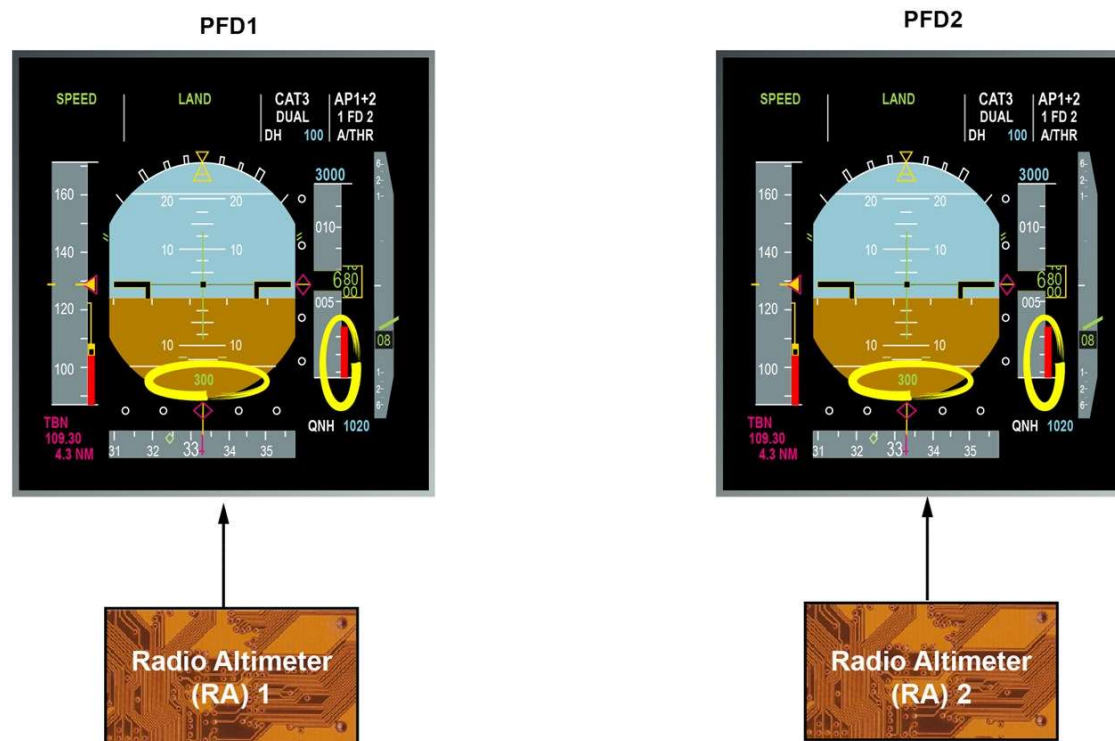 PFD1
SPEED LAND CAT3 AP1+2
DUAL 1 FD 2
DH 100 A/THR
3000
160
20 20
010
140
10 10
6 80
00
120
005
10 10
08
100
300
TBN
109.30
4.3 NM
QNH 1020
31 32 33 34 35
Radio Altimeter
(RA) 1
PFD2
SPEED LAND CAT3 AP1+2
DUAL 1 FD 2
DH 100 A/THR
3000
160
20 20
010
140
10 10
6 80
00
120
005
10 10
08
100
300
TBN
109.30
4.3 NM
QNH 1020
31 32 33 34 35
Radio Altimeter
(RA) 2